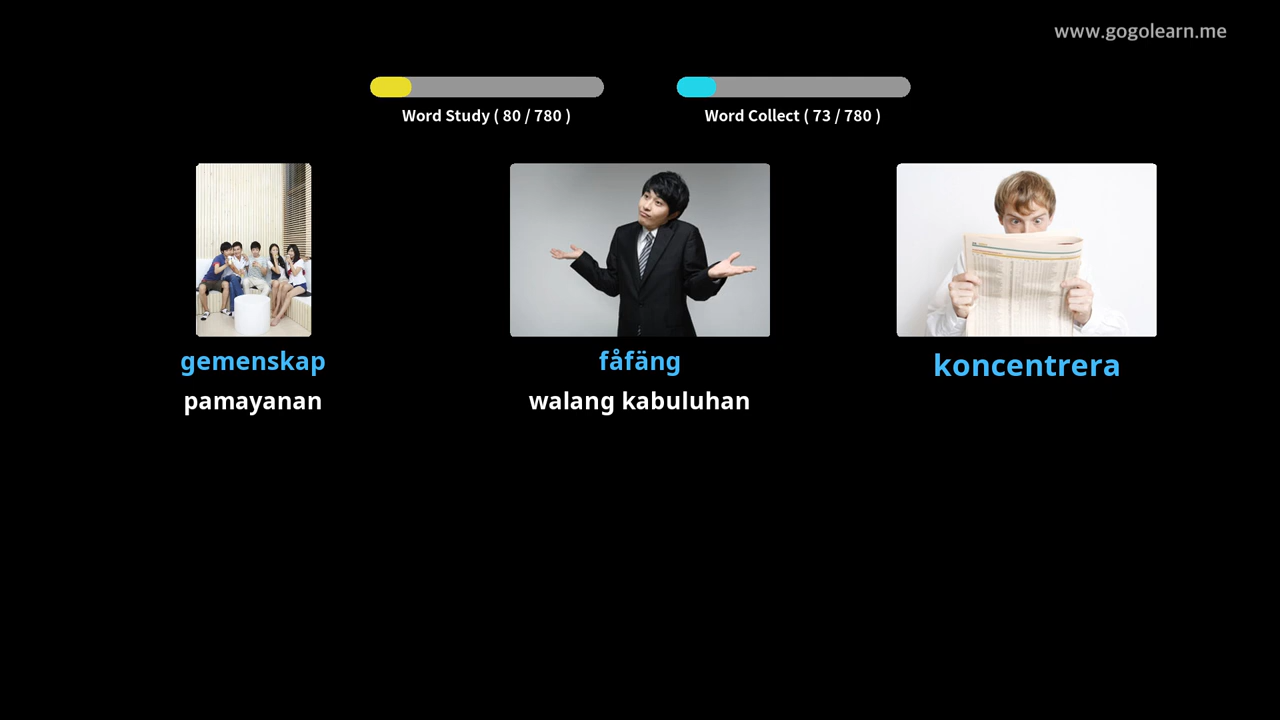 www.gogolearn.me
Word Study ( 80 / 780 )
Word Collect ( 73 / 780 )
gemenskap
pamayanan
fåfäng
walang kabuluhan
koncentrera